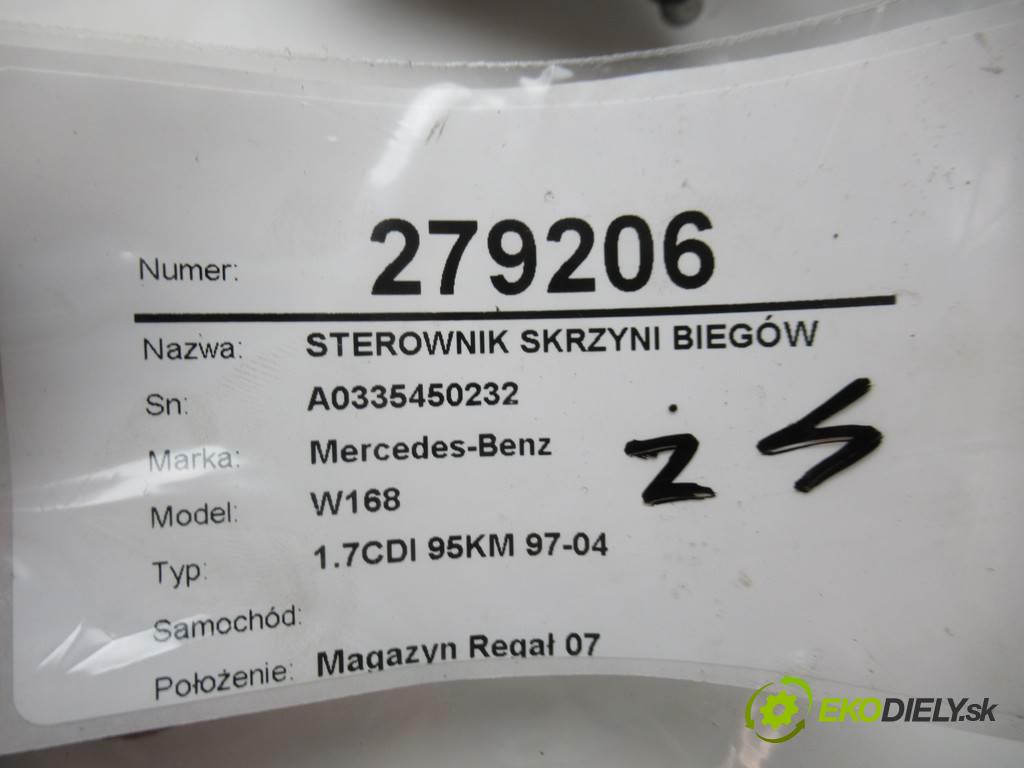 Numer: 279206
Nazwa: STEROWNIK SKRZYNI BIEGÓW
Sn: A0335450232
Marka: Mercedes-Benz
Model: W168
Typ: 1.7CDI 95KM 97-04
Samochód:
Położenie: Magazyn Regał 07
EKODIELY.sk